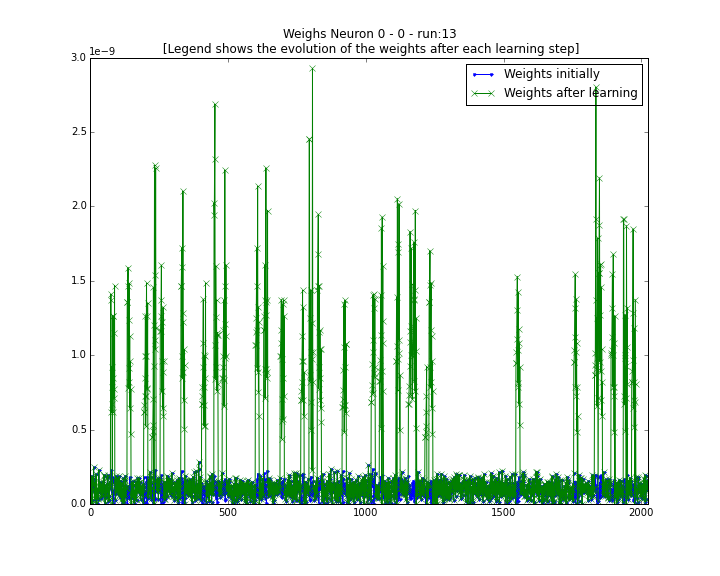 Weighs Neuron 0 - 0 - run:13
[Legend shows the evolution of the weights after each learning step]
1e−9
Weights initially
Weights after learning
3.0
2.5
2.0
1.5
1.0
0.5
0.0
0 500 1000 1500 2000